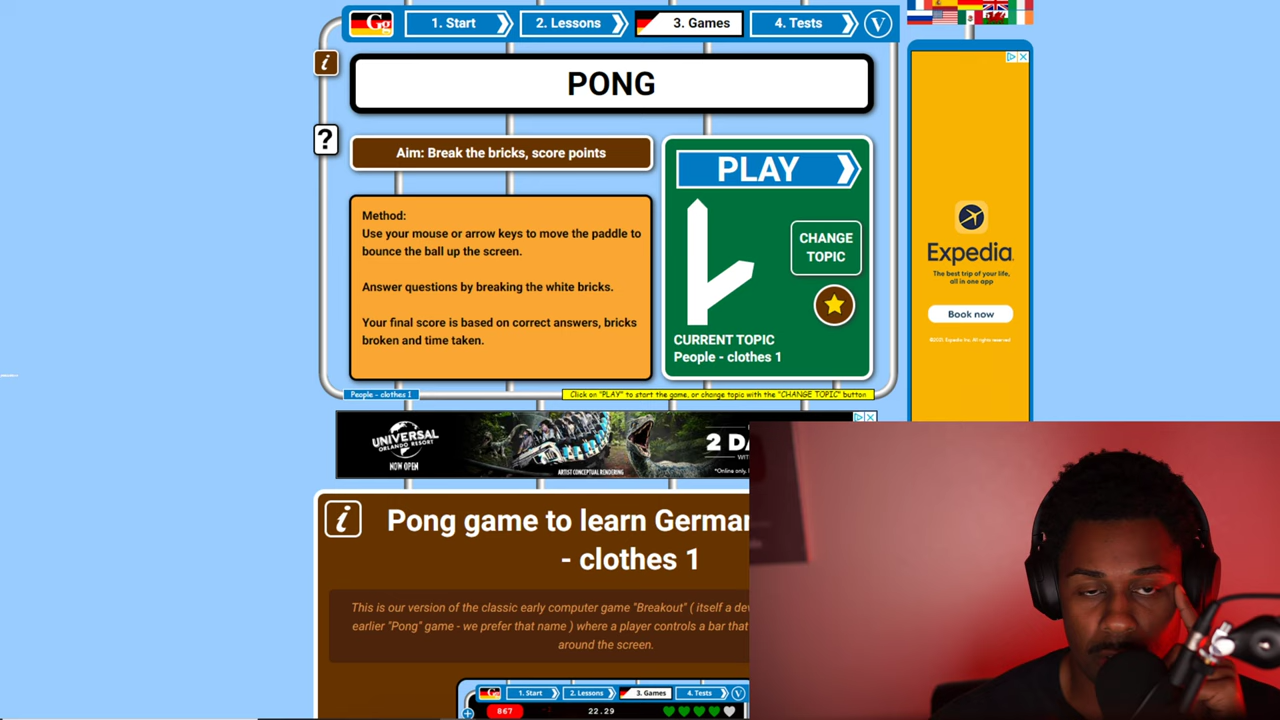 Gg
1. Start
2. Lessons
3. Games
4. Tests
V
i
PONG
?
Aim: Break the bricks, score points
Method:
Use your mouse or arrow keys to move the paddle to
bounce the ball up the screen.
Answer questions by breaking the white bricks.
Your final score is based on correct answers, bricks
broken and time taken.
PLAY
CHANGE
TOPIC
CURRENT TOPIC
People - clothes 1
People - clothes 1
Click on "PLAY" to start the game, or change topic with the "CHANGE TOPIC" button
Expedia
The best trip of your life,
all in one app
Book now
UNIVERSAL
ORLANDO RESORT
NOW OPEN
ARTIST CONCEPTUAL RENDERING
2 DA
*Online only.
i
Pong game to learn German
- clothes 1
This is our version of the classic early computer game "Breakout" ( itself a
earlier "Pong" game - we prefer that name ) where a player controls a bar that
around the screen.
Gg
1. Start
2. Lessons
3. Games
4. Tests
V
867
22.29